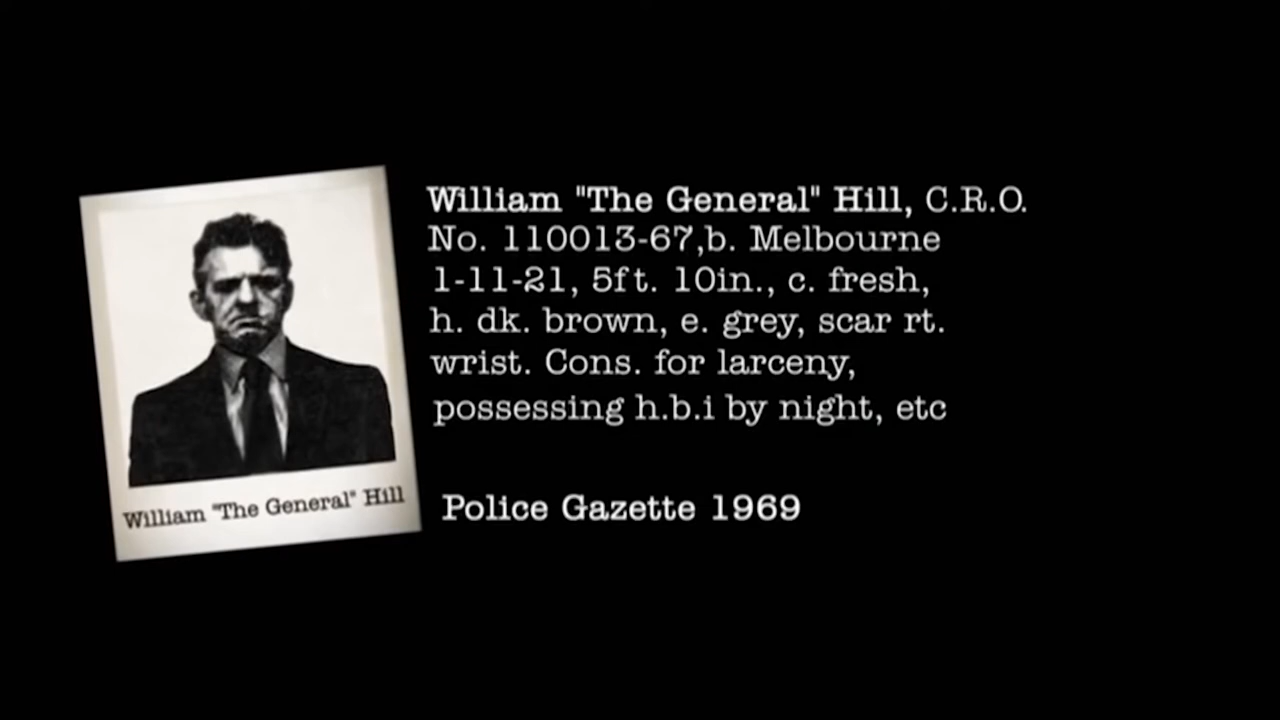 William "The General" Hill, C.R.O.
No. 110013-67,b. Melbourne
1-11-21, 5ft. 10in., c. fresh,
h. dk. brown, e. grey, scar rt.
wrist. Cons. for larceny,
possessing h.b.i by night, etc
Police Gazette 1969
William "The General" Hill